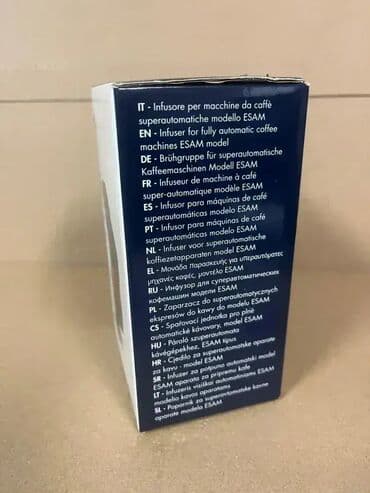 IT - Infusore per macchine da caffè
superautomatiche modello ESAM
EN - Infuser for fully automatic coffee
machines ESAM model
DE - Brühgruppe für superautomatische
Kaffeemaschinen Modell ESAM
FR - Infuseur de machine à café
super-automatique modèle ESAM
ES - Infusor para máquinas de café
superautomáticas modelo ESAM
PT - Infusor para máquinas de café
superautomáticas modelo ESAM
NL - Infuser voor superautomatische
koffiezetapparaten model ESAM
EL - Μονάδα παρασκευής για υπεραυτόματες
μηχανές καφές, μοντέλο ESAM
RU - Инфузор для суперавтоматических
кофемашин модели ESAM
PL - Zaparzacz do superautomatycznych
ekspresów do kawy do modelu ESAM
CS - Spařovací jednotka pro plně
automatické kávovary, model ESAM
HU - Páraló szuperautomata
kávégépekhez, ESAM típus
HR - Cjedilo za superautomatske aparate
za kavu - model ESAM
SR - Infuzer za potpuno automatski model
ESAM aparata za pripremu kafe
LT - Infuzeris visiškai automatiniams ESAM
modelio kavos aparatams
SL - Poparnik za superavtomatske kavne
aparate modela ESAM